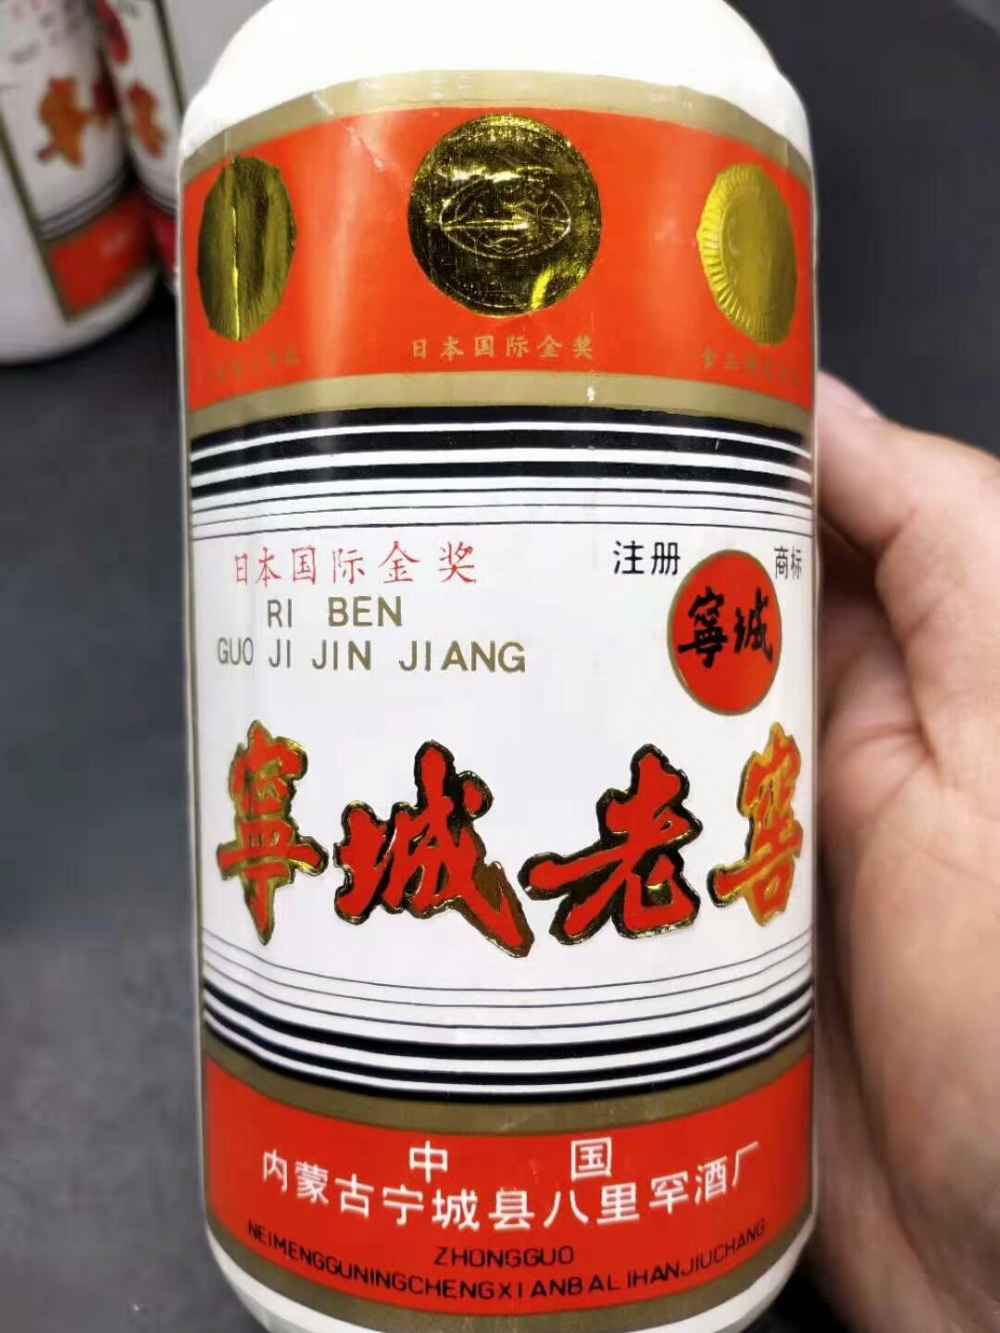 日本国际金奖
日本国际金奖
RI BEN
GUO JI JIN JIANG
注册 商标
寧城
寧城老窖
中国
内蒙古宁城县八里罕酒厂
ZHONGGUO
NEIMENGGUNINGCHENGXIANBALIHANJIUCHANG